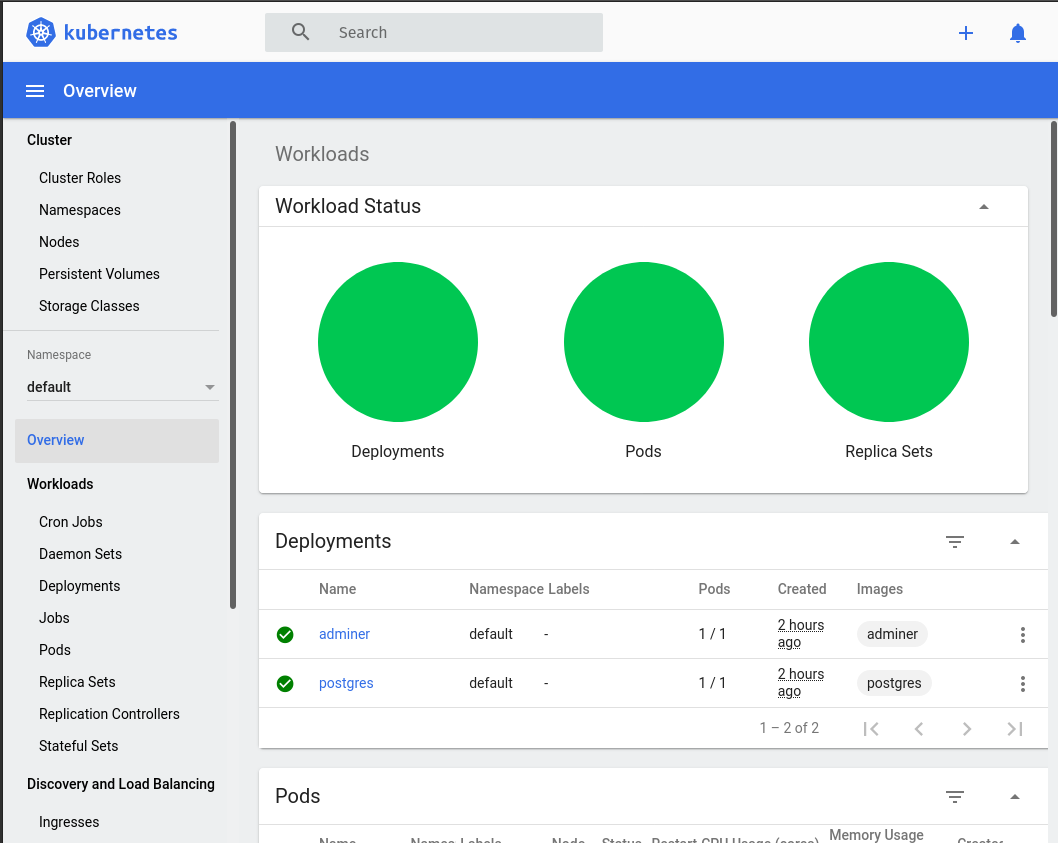 kubernetes
Search
Overview
Cluster
Cluster Roles
Namespaces
Nodes
Persistent Volumes
Storage Classes
Namespace
default
Overview
Workloads
Cron Jobs
Daemon Sets
Deployments
Jobs
Pods
Replica Sets
Replication Controllers
Stateful Sets
Discovery and Load Balancing
Ingresses
Workloads
Workload Status
Deployments Pods Replica Sets
Deployments
Name Namespace Labels Pods Created Images
adminer default - 1 / 1 2 hours ago adminer
postgres default - 1 / 1 2 hours ago postgres
1 – 2 of 2
Pods
Name Names Labels Node Status Restart CPU Usage (cores) Memory Usage